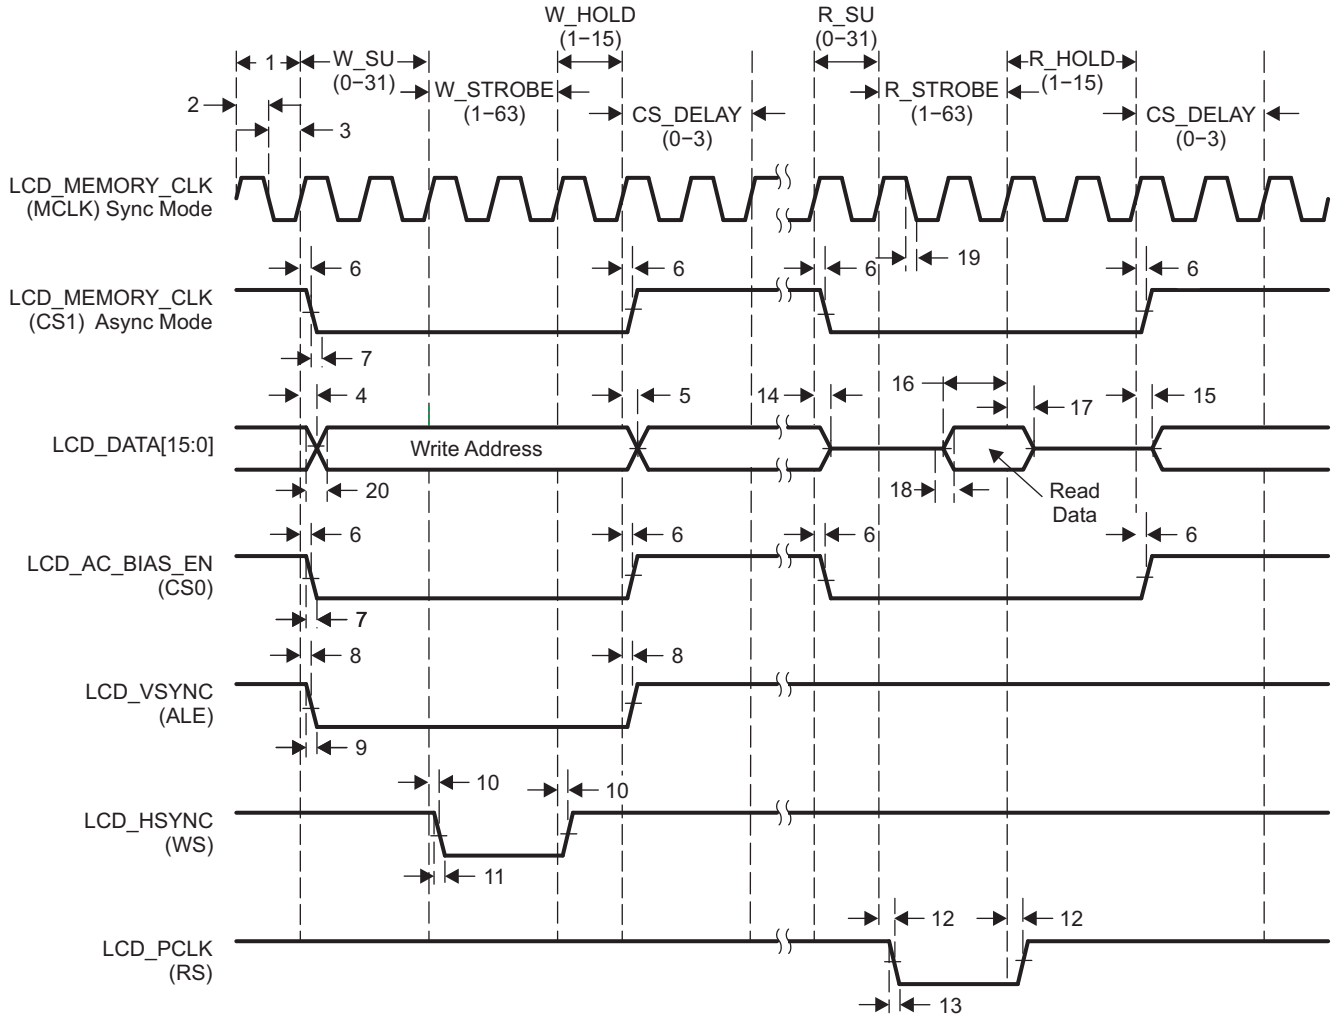 W_HOLD
(1−15)
R_SU
(0−31)
1
W_SU
(0−31)
R_HOLD
(1−15)
2
W_STROBE
(1−63)
R_STROBE
(1−63)
3
CS_DELAY
(0−3)
CS_DELAY
(0−3)
LCD_MEMORY_CLK
(MCLK) Sync Mode
19
6
6
6
6
LCD_MEMORY_CLK
(CS1) Async Mode
7
16
4
5
14
17
15
LCD_DATA[15:0]
Write Address
20
18
Read
Data
6
6
6
6
LCD_AC_BIAS_EN
(CS0)
7
8
8
LCD_VSYNC
(ALE)
9
10
10
LCD_HSYNC
(WS)
11
12
12
LCD_PCLK
(RS)
13